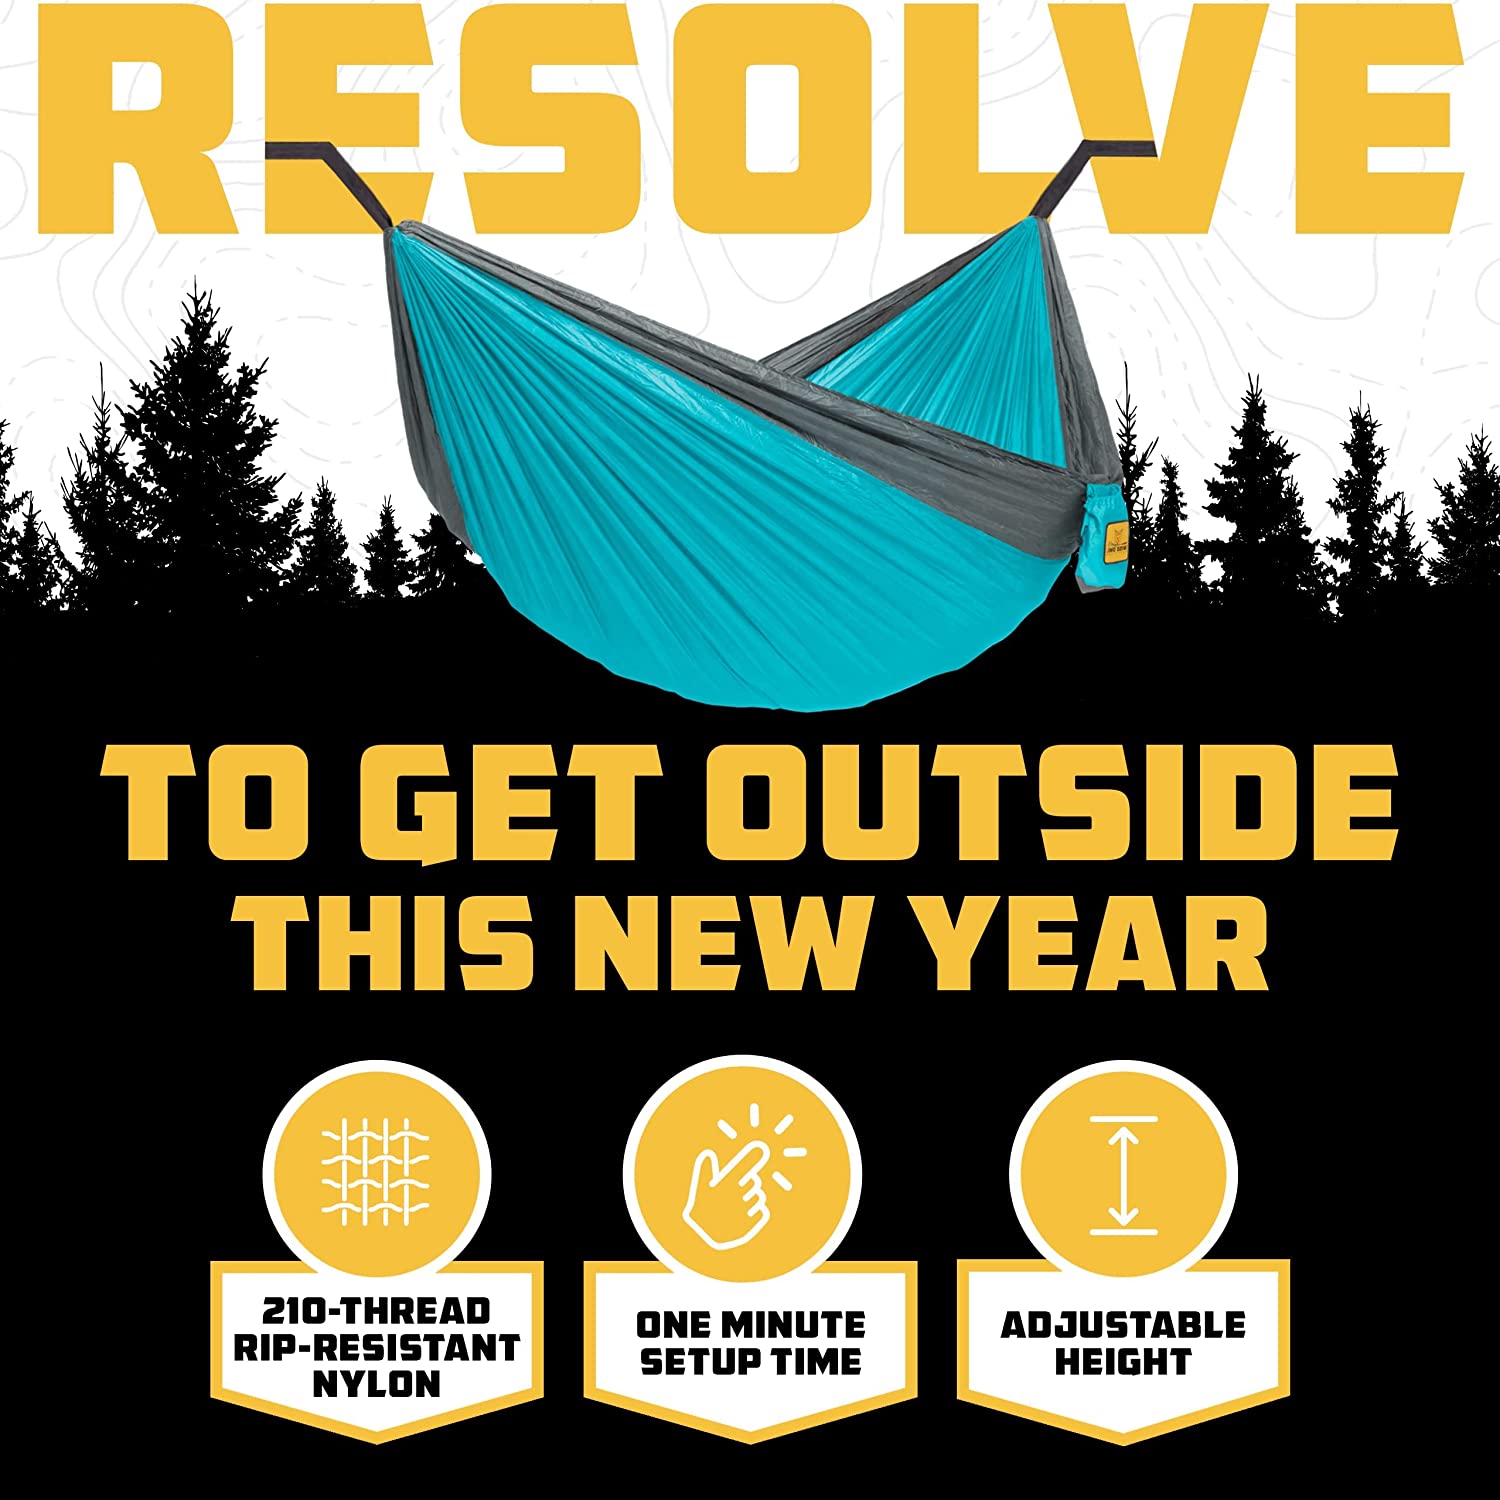 RESOLVE
TO GET OUTSIDE
THIS NEW YEAR
210-THREAD
RIP-RESISTANT
NYLON
ONE MINUTE
SETUP TIME
ADJUSTABLE
HEIGHT